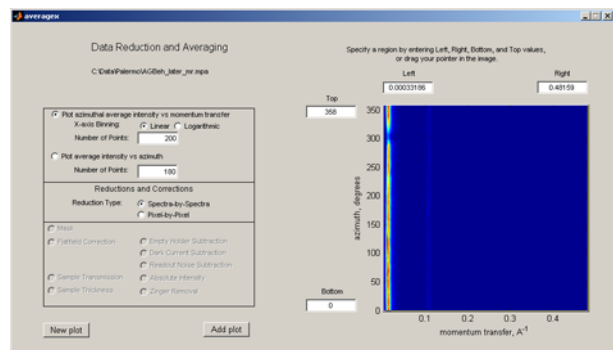 averagex
Data Reduction and Averaging
C:\Data\Palermo\AGBeh_later_mr.mpa
Plot azimuthal average intensity vs momentum transfer
X-axis Binning: Linear Logarithmic
Number of Points: 200
Plot average intensity vs azimuth
Number of Points: 180
Reductions and Corrections
Reduction Type: Spectra-by-Spectra
Pixel-by-Pixel
Mask
Flatfield Correction Empty Holder Subtraction
Dark Current Subtraction
Readout Noise Subtraction
Sample Transmission Absolute Intensity
Sample Thickness Zinger Removal
New plot Add plot
Specify a region by entering Left, Right, Bottom, and Top values,
or drag your pointer in the image.
Left Right
0.00033186 0.48159
Top
358
350
300
250
200
150
100
50
0
azimuth, degrees
Bottom
0
0.1 0.2 0.3 0.4
momentum transfer, A⁻¹